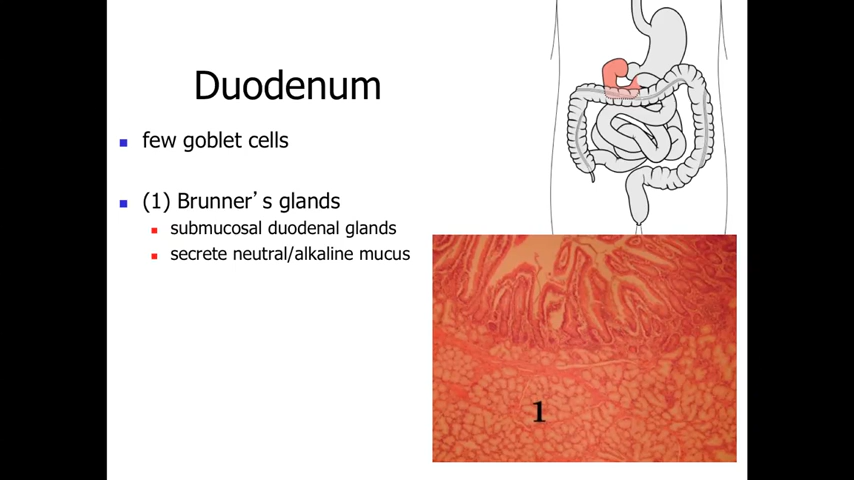 Duodenum
few goblet cells
(1) Brunner’s glands
submucosal duodenal glands
secrete neutral/alkaline mucus
1